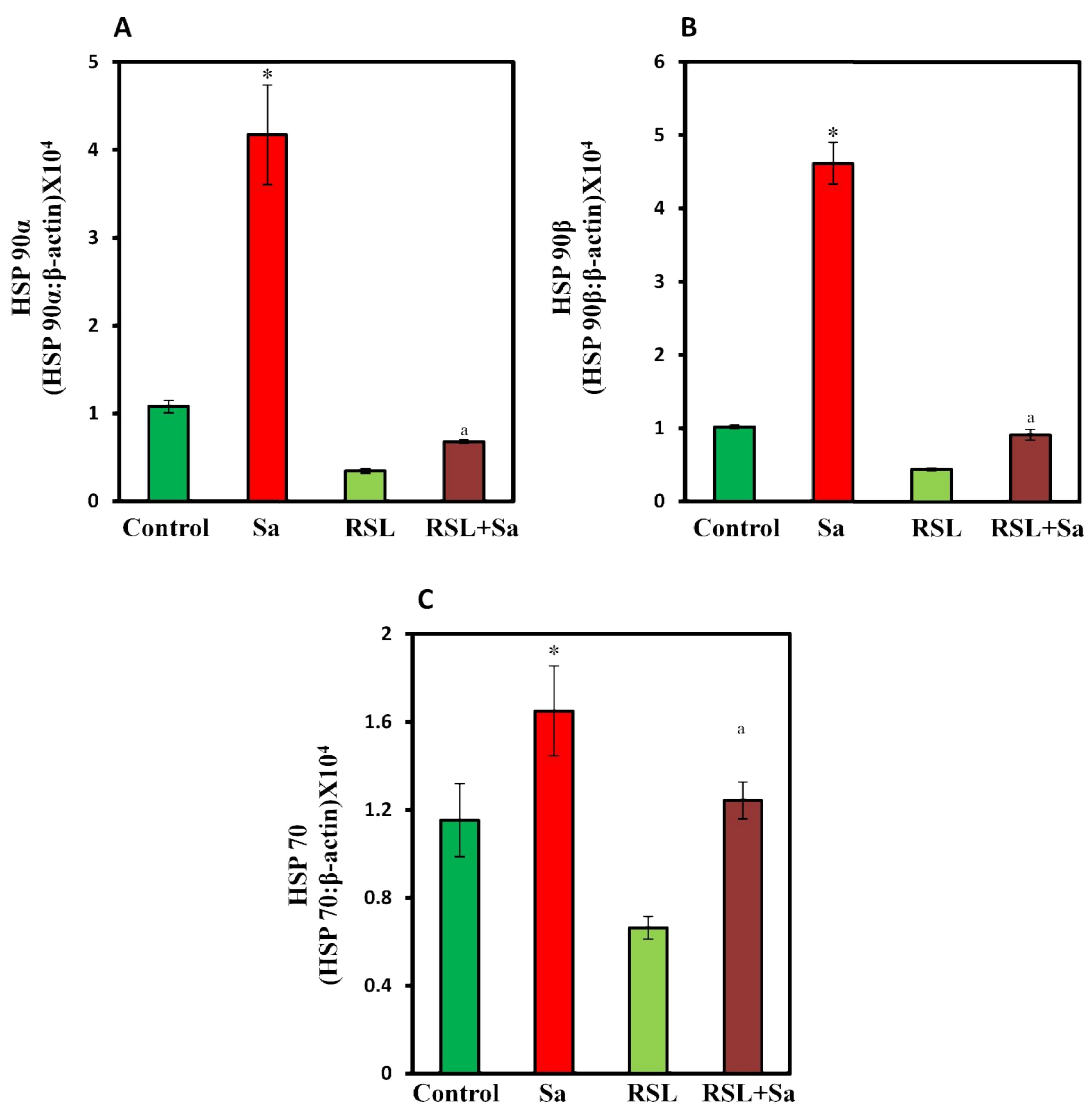 A
HSP 90α
(HSP 90α:β-actin)X10⁴
5
4
3
2
1
0
*
a
Control Sa RSL RSL+Sa
B
HSP 90β
(HSP 90β:β-actin)X10⁴
6
5
4
3
2
1
0
*
a
Control Sa RSL RSL+Sa
C
HSP 70
(HSP 70:β-actin)X10⁴
2
1.6
1.2
0.8
0.4
0
*
a
Control Sa RSL RSL+Sa